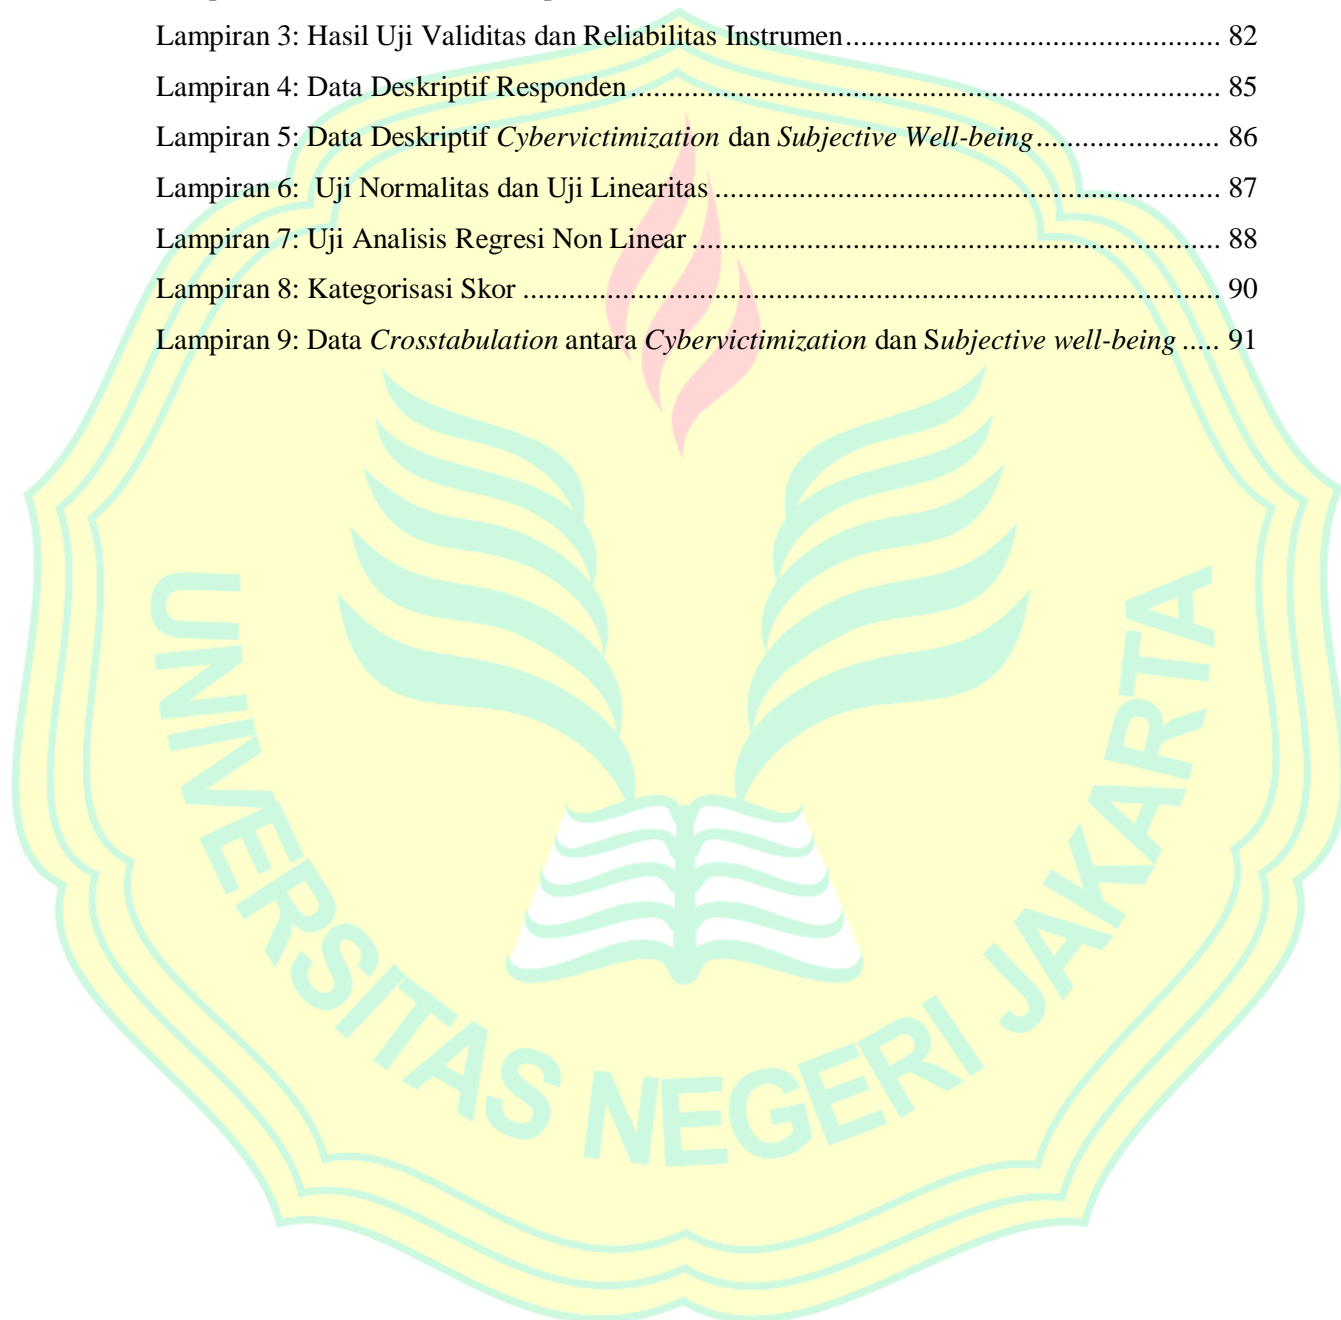 Lampiran 3: Hasil Uji Validitas dan Reliabilitas Instrumen.................................................. 82
Lampiran 4: Data Deskriptif Responden............................................................................... 85
Lampiran 5: Data Deskriptif Cybervictimization dan Subjective Well-being........................ 86
Lampiran 6:  Uji Normalitas dan Uji Linearitas.................................................................... 87
Lampiran 7: Uji Analisis Regresi Non Linear....................................................................... 88
Lampiran 8: Kategorisasi Skor.............................................................................................. 90
Lampiran 9: Data Crosstabulation antara Cybervictimization dan Subjective well-being..... 91
UNIVERSITAS NEGERI JAKARTA